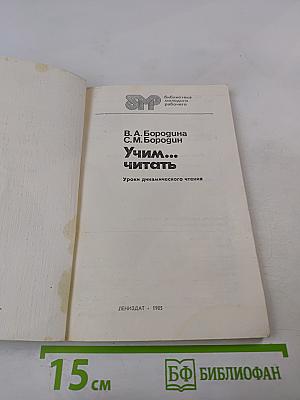 БМР
библиотека
молодого
рабочего
В. А. Бородина
С. М. Бородин
Учим...
читать
Уроки динамического чтения
ЛЕНИЗДАТ · 1985
15 см
БФ БИБЛИОФАН